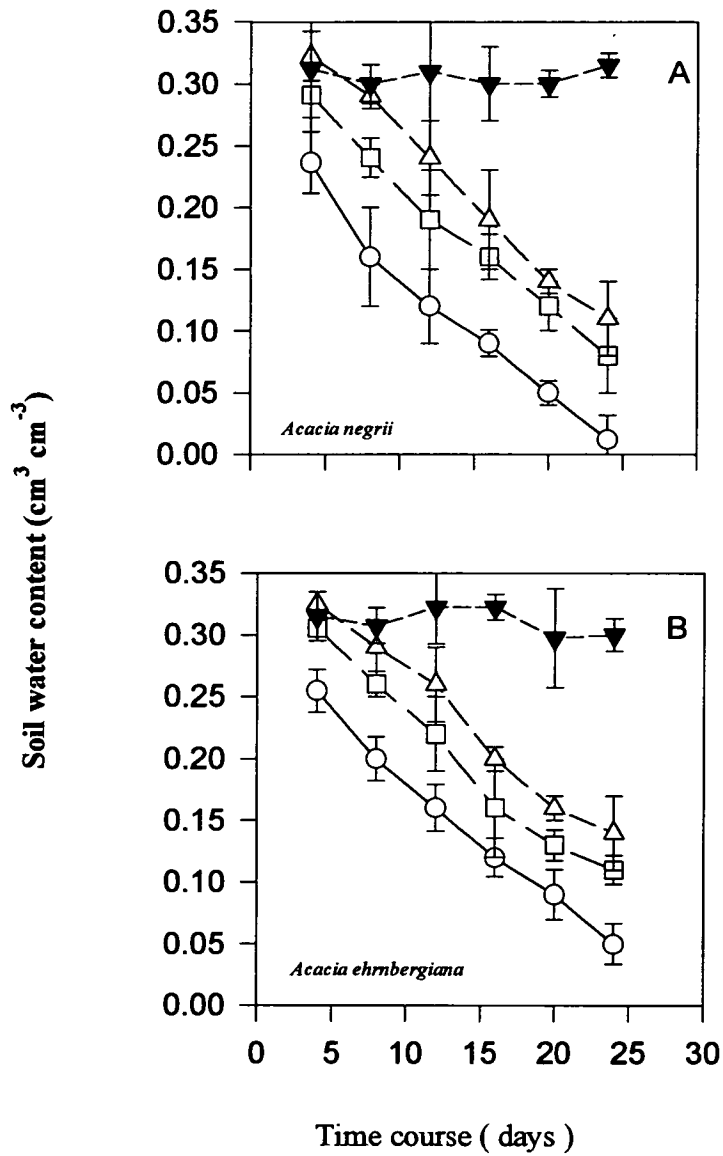 0.35
0.30
0.25
0.20
0.15
0.10
0.05
0.00
A
Acacia negrii
Soil water content (cm³ cm⁻³)
0.35
0.30
0.25
0.20
0.15
0.10
0.05
0.00
B
Acacia ehrnbergiana
0 5 10 15 20 25 30
Time course ( days )